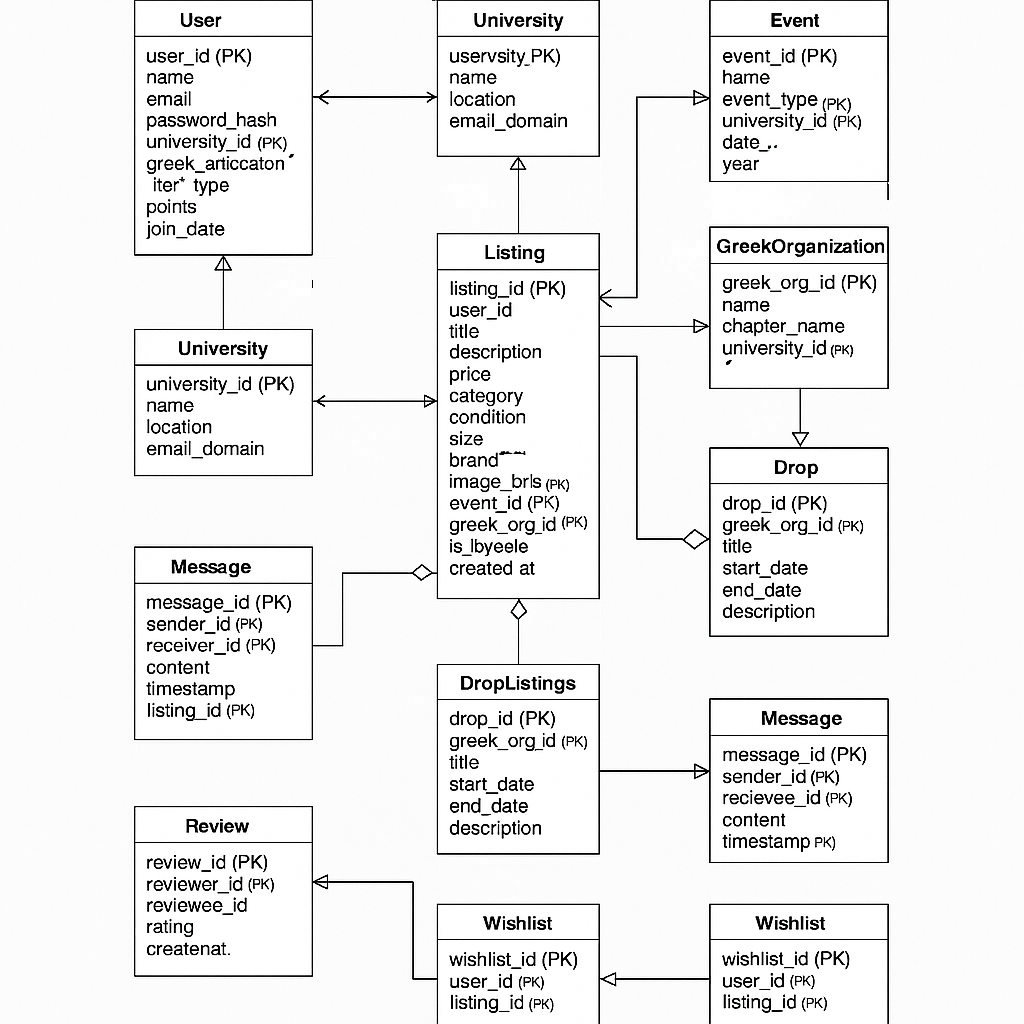 User
user_id (PK)
name
email
password_hash
university_id (PK)
greek_articcaton
iter* type
points
join_date
University
uservsity_PK)
name
location
email_domain
Event
event_id (PK)
hame
event_type (PK)
university_id (PK)
date_..
year
University
university_id (PK)
name
location
email_domain
Listing
listing_id (PK)
user_id
title
description
price
category
condition
size
brand
image_brls (PK)
event_id (PK)
greek_org_id (PK)
is_lbyeele
created at
GreekOrganization
greek_org_id (PK)
name
chapter_name
university_id (PK)
Drop
drop_id (PK)
greek_org_id (PK)
title
start_date
end_date
description
Message
message_id (PK)
sender_id (PK)
receiver_id (PK)
content
timestamp
listing_id (PK)
DropListings
drop_id (PK)
greek_org_id (PK)
title
start_date
end_date
description
Message
message_id (PK)
sender_id (PK)
recievee_id (PK)
content
timestamp PK)
Review
review_id (PK)
reviewer_id (PK)
reviewee_id
rating
createnat.
Wishlist
wishlist_id (PK)
user_id (PK)
listing_id (PK)
Wishlist
wishlist_id (PK)
user_id (PK)
listing_id (PK)